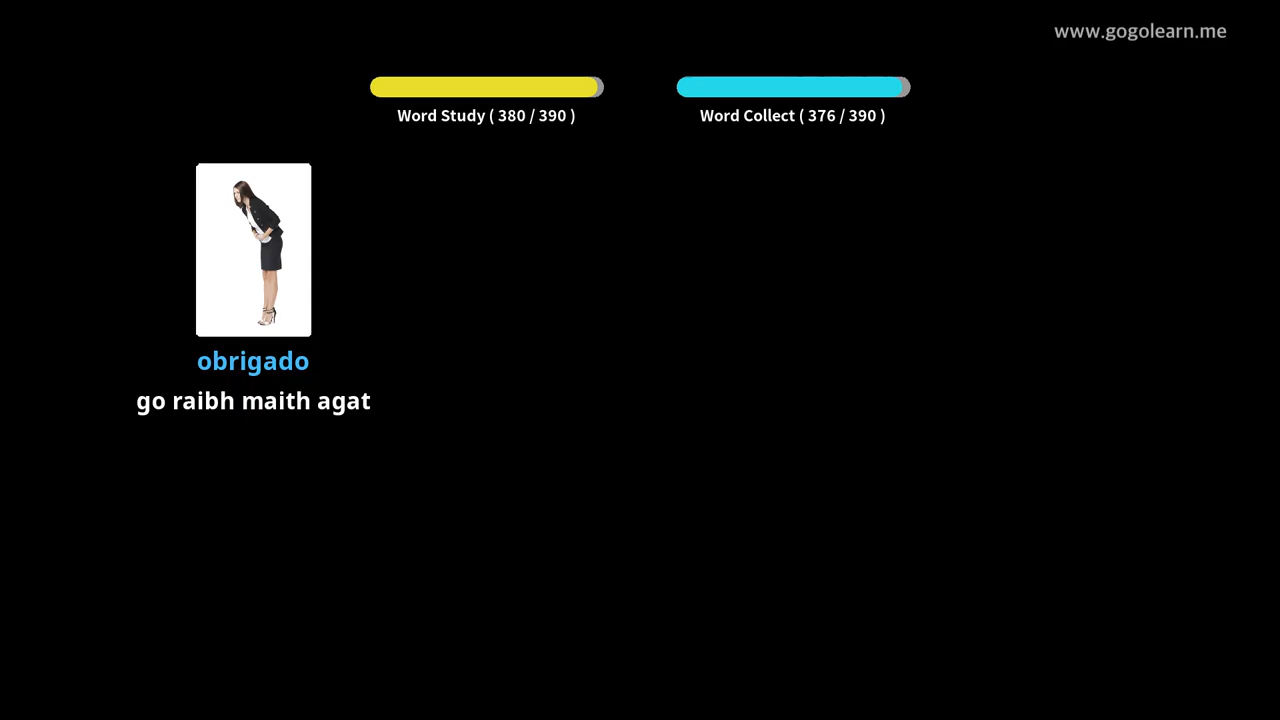 www.gogolearn.me
Word Study ( 380 / 390 )
Word Collect ( 376 / 390 )
obrigado
go raibh maith agat